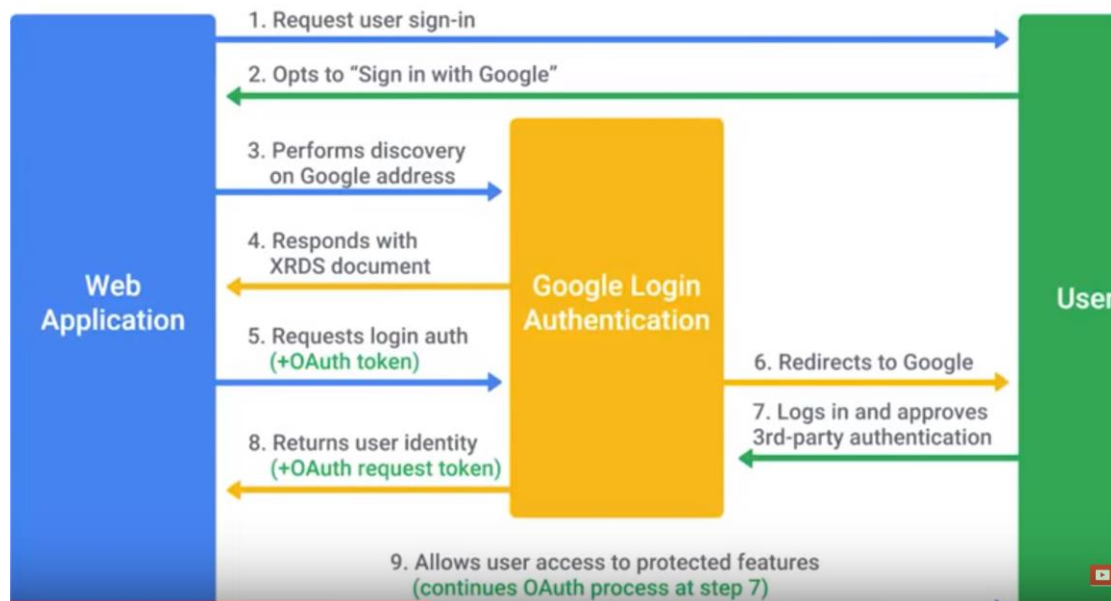 1. Request user sign-in
2. Opts to “Sign in with Google”
3. Performs discovery
on Google address
4. Responds with
XRDS document
Web
Application
Google Login
Authentication
User
5. Requests login auth
(+OAuth token)
6. Redirects to Google
7. Logs in and approves
3rd-party authentication
8. Returns user identity
(+OAuth request token)
9. Allows user access to protected features
(continues OAuth process at step 7)